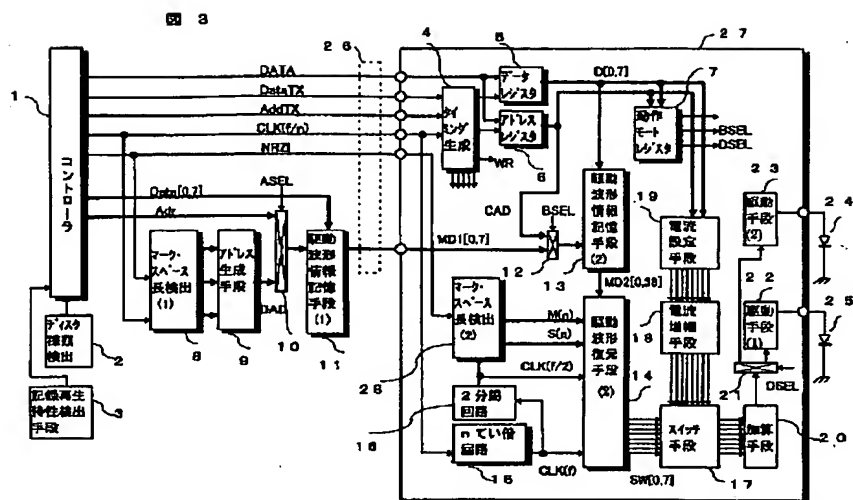 図 3
2 6
4
5
2 7
DATA
DataTX
AddTX
CLK(f/n)
NRZI
Data[0,7]
Adr
1
コントローラ
ディスク
種類
検出
2
記録再生
特性検出
手段
3
マーク・
スペース
長検出
(1)
8
アドレス
生成
手段
9
ASEL
DAD
10
駆動
波形
情報
記憶
手段
(1)
11
タイミング生成
WR
データ
レジスタ
アドレス
レジスタ
6
D[0,7]
7
動作
モード
レジスタ
BSEL
DSEL
CAD
BSEL
MD1[0,7]
12
駆動
波形
情報
記憶
手段
(2)
13
MD2[0,38]
マーク・
スペース
長検出
(2)
28
M(n)
S(n)
CLK(f/2)
駆動
波形
復元
手段
(2)
14
2分周
回路
16
nてい倍
回路
15
CLK(f)
SW[0,7]
19
電流
設定
手段
18
電流
増幅
手段
スイッチ
手段
17
加算
手段
20
21
DSEL
駆動
手段
(1)
22
駆動
手段
(2)
23
24
25